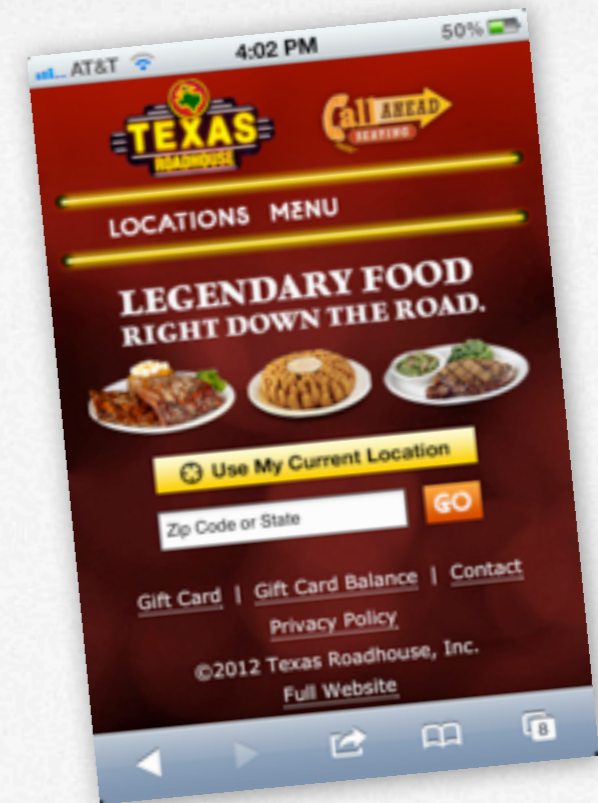 AT&T 4:02 PM 50%
TEXAS
ROADHOUSE
Call AHEAD
SEATING
LOCATIONS MENU
LEGENDARY FOOD
RIGHT DOWN THE ROAD.
Use My Current Location
Zip Code or State GO
Gift Card | Gift Card Balance | Contact
Privacy Policy
©2012 Texas Roadhouse, Inc.
Full Website
8